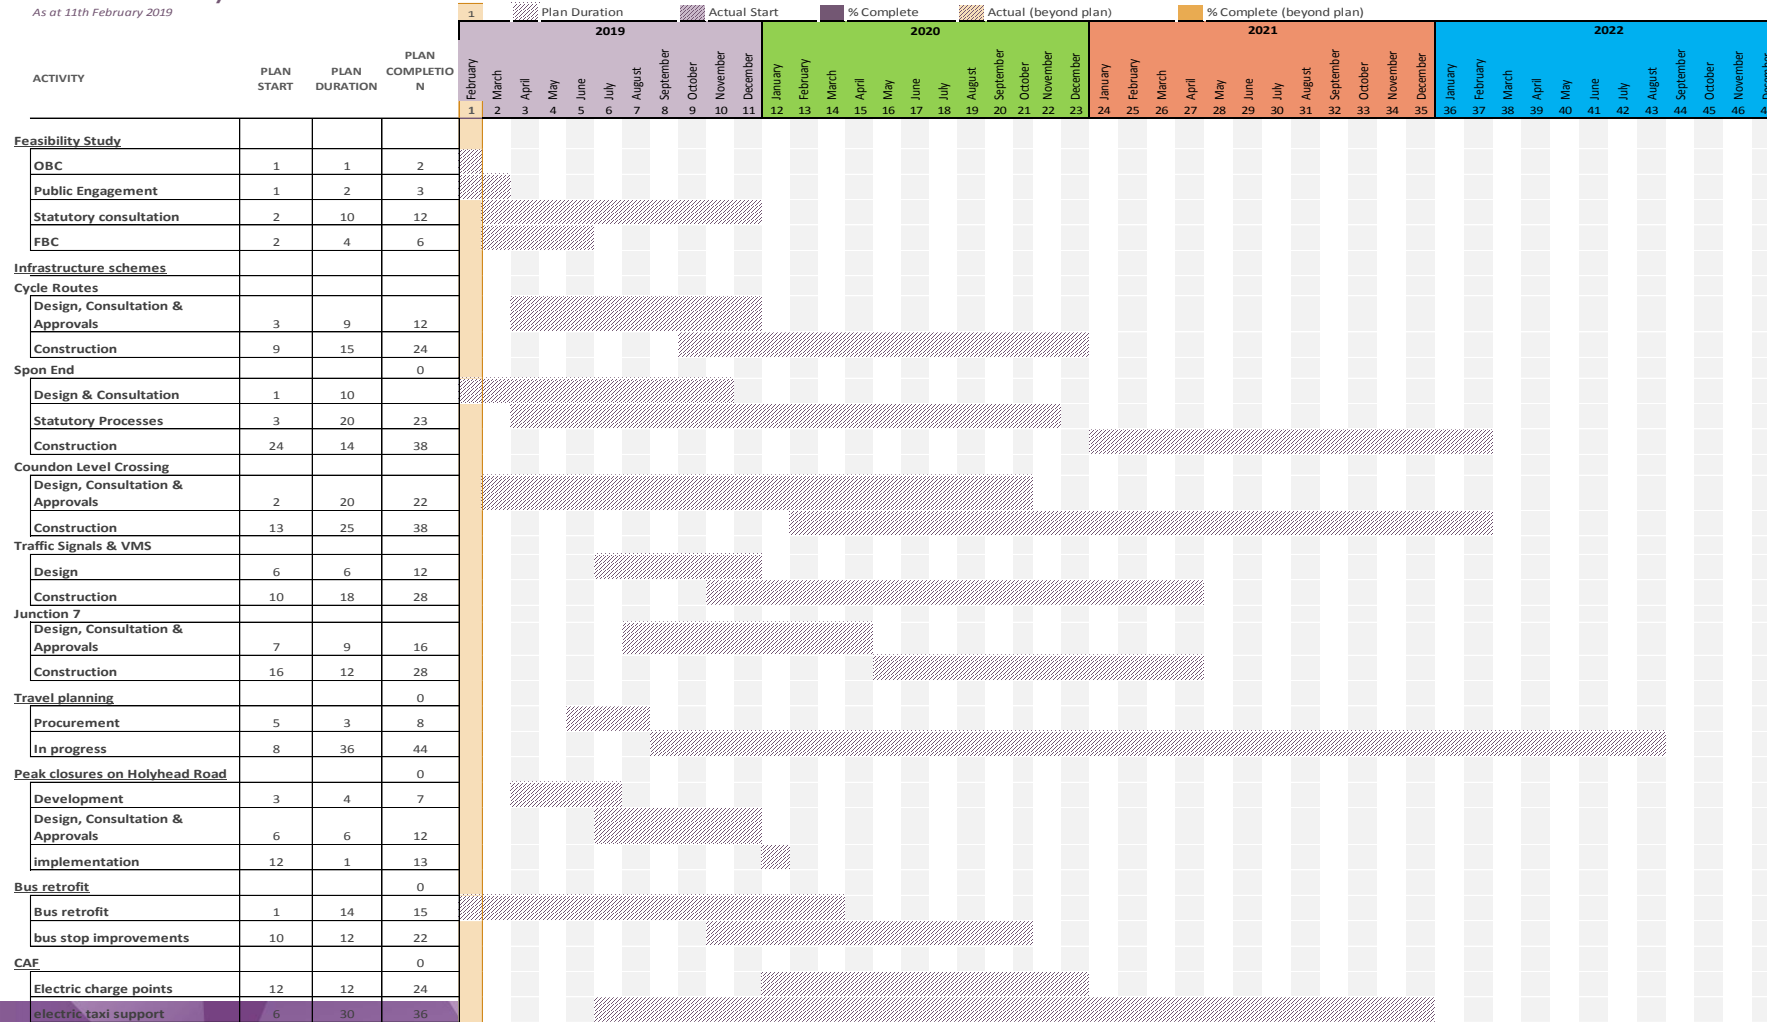 As at 11th February 2019
1 Plan Duration Actual Start % Complete Actual (beyond plan) % Complete (beyond plan)
2019 2020 2021 2022
ACTIVITY PLAN START PLAN DURATION PLAN COMPLETIO N
February March April May June July August September October November December January February March April May June July August September October November December January February March April May June July August September October November December January February March April May June July August September October November
1 2 3 4 5 6 7 8 9 10 11 12 13 14 15 16 17 18 19 20 21 22 23 24 25 26 27 28 29 30 31 32 33 34 35 36 37 38 39 40 41 42 43 44 45 46
Feasibility Study
OBC 1 1 2
Public Engagement 1 2 3
Statutory consultation 2 10 12
FBC 2 4 6
Infrastructure schemes
Cycle Routes
Design, Consultation &
Approvals 3 9 12
Construction 9 15 24
Spon End 0
Design & Consultation 1 10
Statutory Processes 3 20 23
Construction 24 14 38
Coundon Level Crossing
Design, Consultation &
Approvals 2 20 22
Construction 13 25 38
Traffic Signals & VMS
Design 6 6 12
Construction 10 18 28
Junction 7
Design, Consultation &
Approvals 7 9 16
Construction 16 12 28
Travel planning 0
Procurement 5 3 8
In progress 8 36 44
Peak closures on Holyhead Road 0
Development 3 4 7
Design, Consultation &
Approvals 6 6 12
implementation 12 1 13
Bus retrofit 0
Bus retrofit 1 14 15
bus stop improvements 10 12 22
CAF 0
Electric charge points 12 12 24
electric taxi support 6 30 36